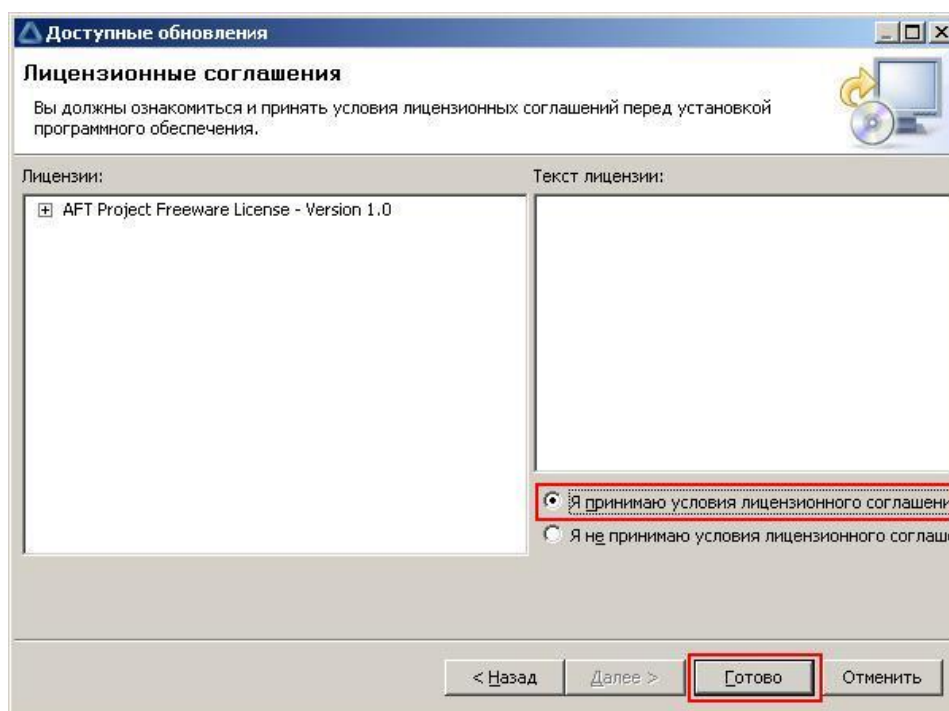 Доступные обновления
Лицензионные соглашения
Вы должны ознакомиться и принять условия лицензионных соглашений перед установкой
программного обеспечения.
Лицензии:
Текст лицензии:
AFT Project Freeware License - Version 1.0
Я принимаю условия лицензионного соглашени
Я не принимаю условия лицензионного соглаш
< Назад
Далее >
Готово
Отменить